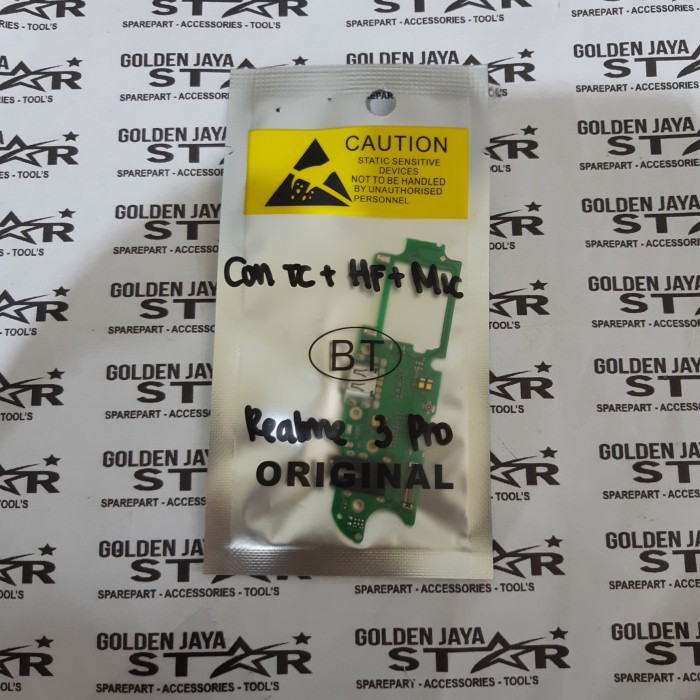 CAUTION
STATIC SENSITIVE
DEVICES
NOT TO BE HANDLED
BY UNAUTHORISED
PERSONNEL
Con TC + HF + Mic
BT
Realme 3 Pro
ORIGINAL
GOLDEN JAYA
STAR
SPAREPART - ACCESSORIES - TOOL'S